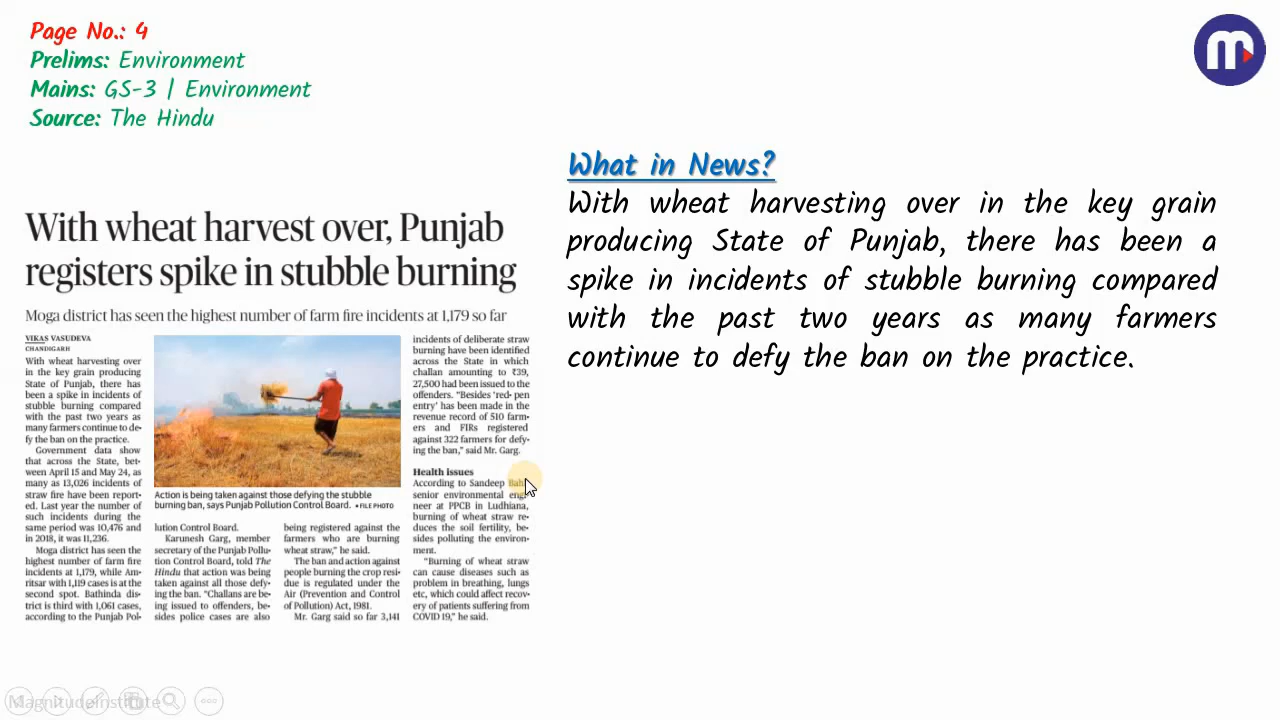 Page No.: 4
Prelims: Environment
Mains: GS-3 | Environment
Source: The Hindu
m
With wheat harvest over, Punjab
registers spike in stubble burning
Moga district has seen the highest number of farm fire incidents at 1,179 so far
VIKAS VASUDEVA
CHANDIGARH
With wheat harvesting over
in the key grain producing
State of Punjab, there has
been a spike in incidents of
stubble burning compared
with the past two years as
many farmers continue to de-
fy the ban on the practice.
Government data show
that across the State, bet-
ween April 15 and May 24, as
many as 13,026 incidents of
straw fire have been report-
ed. Last year the number of
such incidents during the
same period was 10,476 and
in 2018, it was 11,236.
Moga district has seen the
highest number of farm fire
incidents at 1,179, while Am-
ritsar with 1,119 cases is at the
second spot. Bathinda dis-
trict is third with 1,061 cases,
according to the Punjab Pol-
Action is being taken against those defying the stubble
burning ban, says Punjab Pollution Control Board. • FILE PHOTO
lution Control Board.
Karunesh Garg, member
secretary of the Punjab Pollu-
tion Control Board, told The
Hindu that action was being
taken against all those defy-
ing the ban. “Challans are be-
ing issued to offenders, be-
sides police cases are also
being registered against the
farmers who are burning
wheat straw,” he said.
The ban and action against
people burning the crop resi-
due is regulated under the
Air (Prevention and Control
of Pollution) Act, 1981.
Mr. Garg said so far 3,141
incidents of deliberate straw
burning have been identified
across the State in which
challan amounting to ₹39,
27,500 had been issued to the
offenders. “Besides ‘red- pen
entry’ has been made in the
revenue record of 510 farm-
ers and FIRs registered
against 322 farmers for defy-
ing the ban,” said Mr. Garg.
Health issues
According to Sandeep
senior environmental engi-
neer at PPCB in Ludhiana,
burning of wheat straw re-
duces the soil fertility, be-
sides polluting the environ-
ment.
“Burning of wheat straw
can cause diseases such as
problem in breathing, lungs
etc, which could affect recov-
ery of patients suffering from
COVID 19,” he said.
What in News?
With wheat harvesting over in the key grain
producing State of Punjab, there has been a
spike in incidents of stubble burning compared
with the past two years as many farmers
continue to defy the ban on the practice.
MagnitudeInstitute